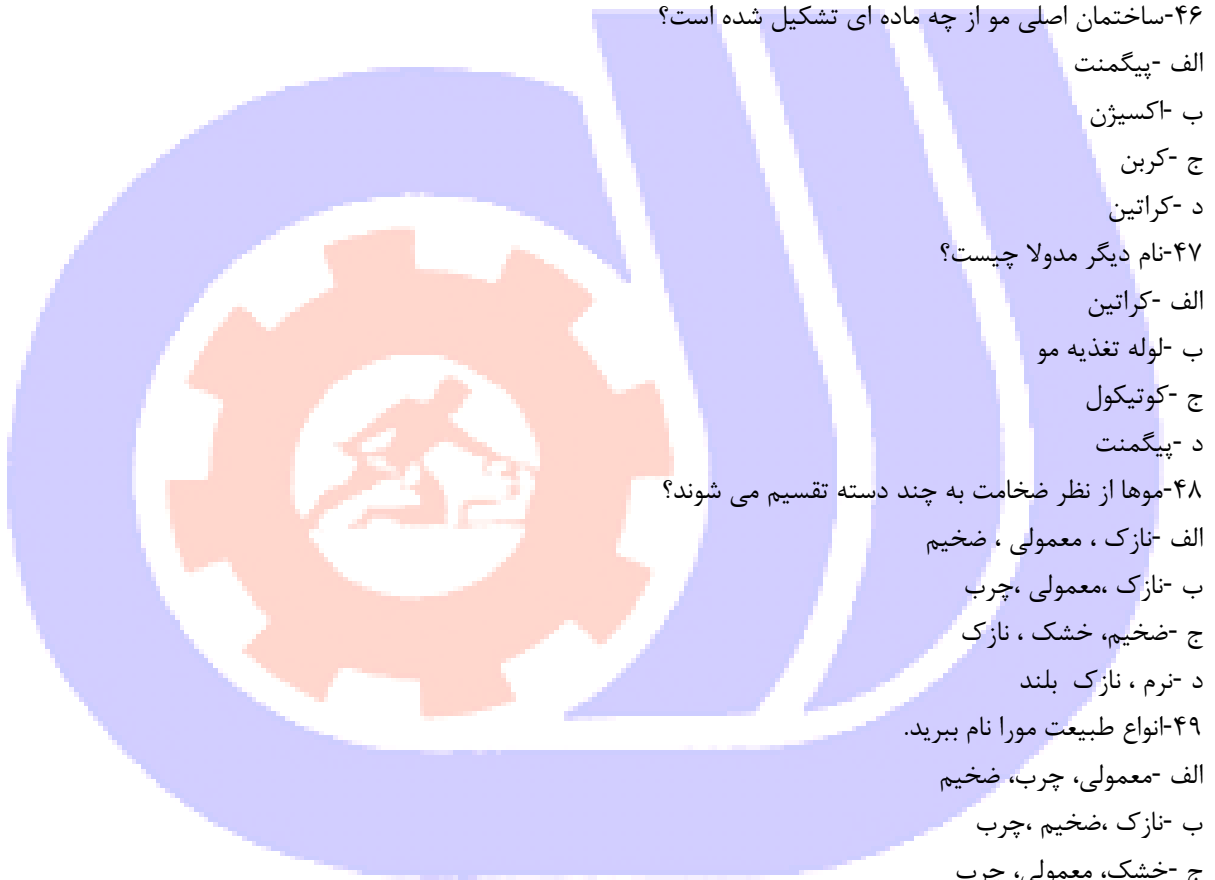 ۴۶-ساختمان اصلی مو از چه ماده ای تشکیل شده است؟
الف -پیگمنت
ب -اکسیژن
ج -کربن
د -کراتین
۴۷-نام دیگر مدولا چیست؟
الف -کراتین
ب -لوله تغذیه مو
ج -کوتیکول
د -پیگمنت
۴۸-موها از نظر ضخامت به چند دسته تقسیم می شوند؟
الف -نازک ، معمولی ، ضخیم
ب -نازک ،معمولی ،چرب
ج -ضخیم، خشک ، نازک
د -نرم ، نازک بلند
۴۹-انواع طبیعت مورا نام ببرید.
الف -معمولی، چرب، ضخیم
ب -نازک ،ضخیم ،چرب
ج -خشک، معمولی، چرب